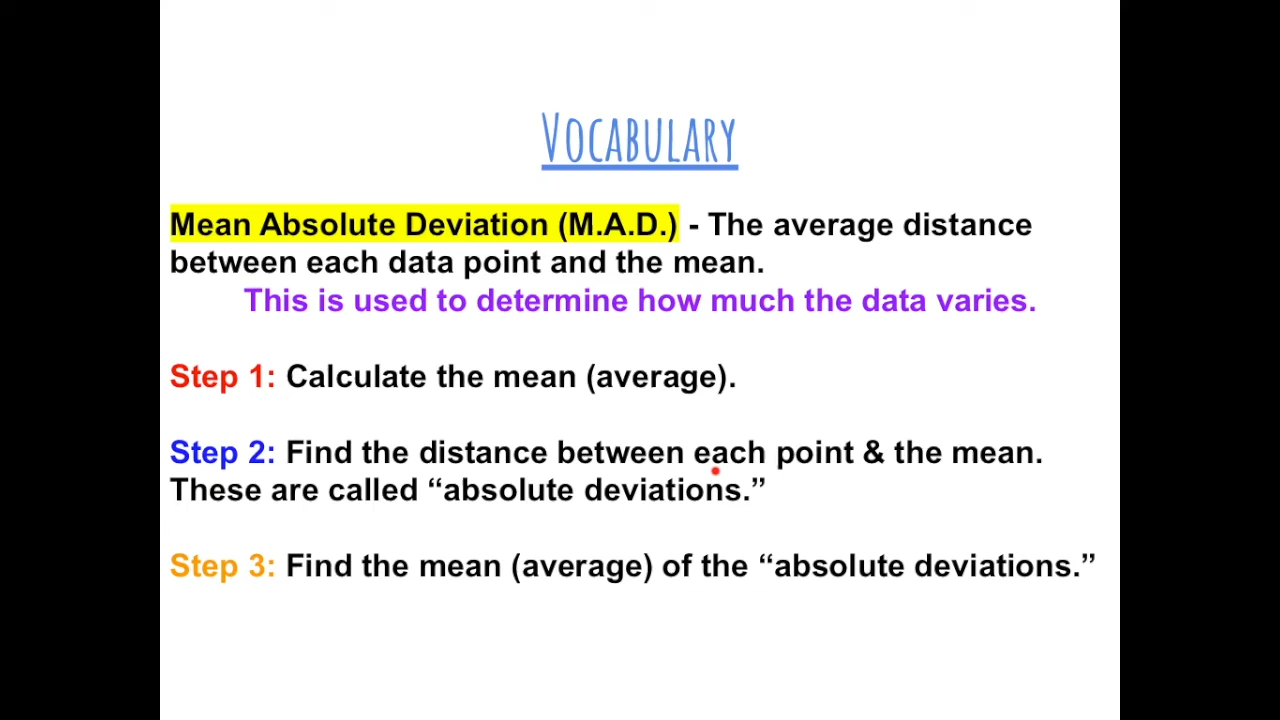 VOCABULARY
Mean Absolute Deviation (M.A.D.) - The average distance
between each data point and the mean.
This is used to determine how much the data varies.
Step 1: Calculate the mean (average).
Step 2: Find the distance between each point & the mean.
These are called “absolute deviations.”
Step 3: Find the mean (average) of the “absolute deviations.”